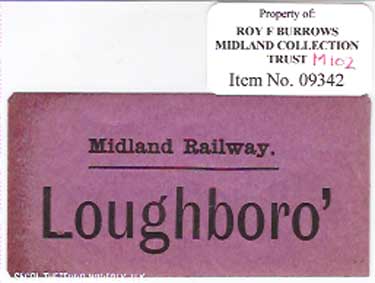 Property of:
ROY F BURROWS
MIDLAND COLLECTION
TRUST M102
Item No. 09342
Midland Railway.
Loughboro'